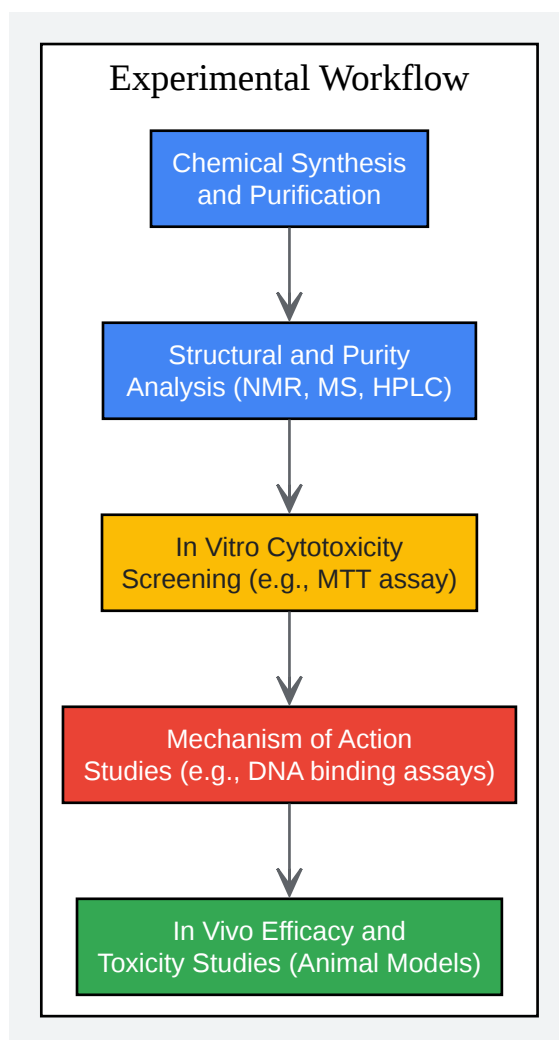 Experimental Workflow
Chemical Synthesis
and Purification
Structural and Purity
Analysis (NMR, MS, HPLC)
In Vitro Cytotoxicity
Screening (e.g., MTT assay)
Mechanism of Action
Studies (e.g., DNA binding assays)
In Vivo Efficacy and
Toxicity Studies (Animal Models)